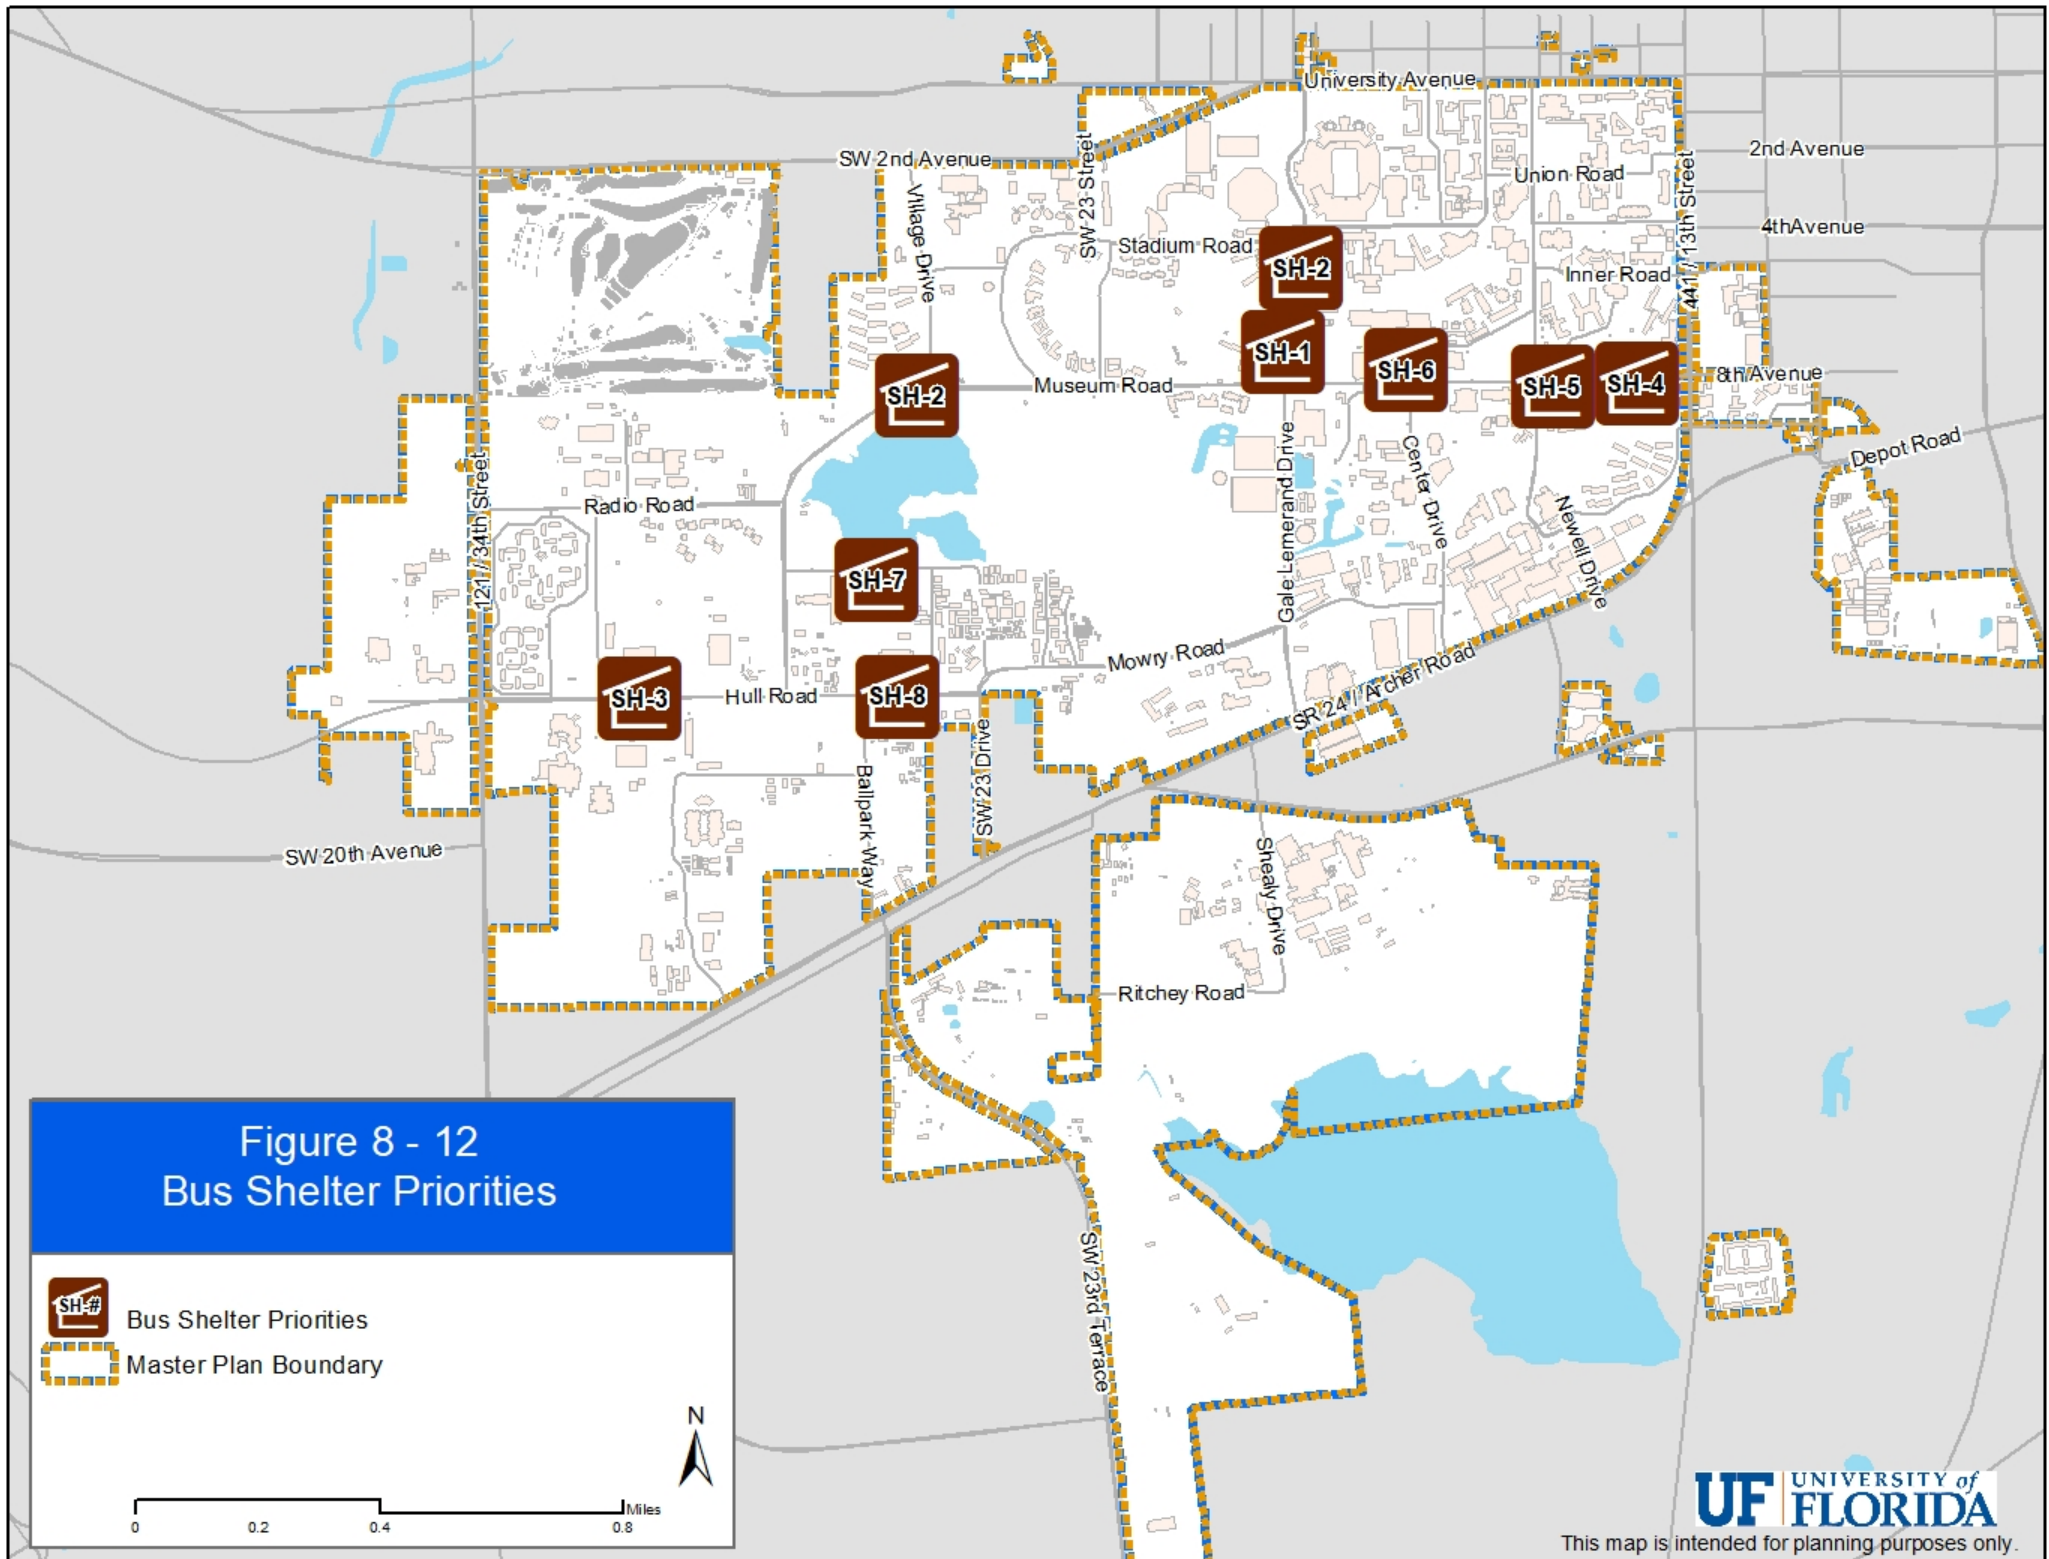 University Avenue
SW 2nd Avenue
2nd Avenue
Union Road
Village Drive
SW 23 Street
441 / 13th Street
4thAvenue
Stadium Road
SH-2
Inner Road
SH-1
SH-6
SH-5
SH-4
8th Avenue
SH-2
Museum Road
Depot Road
121 / 34th Street
Radio Road
Gale Lemerand Drive
Center Drive
Newell Drive
SH-7
Mowry Road
SH-3
Hull Road
SH-8
SR 24 / Archer Road
SW 23 Drive
Ballpark Way
SW 20th Avenue
Shealy Drive
Ritchey Road
SW 23rd Terrace
Figure 8 - 12
Bus Shelter Priorities
SH-#
Bus Shelter Priorities
Master Plan Boundary
N
Miles
0 0.2 0.4 0.8
UF UNIVERSITY of
FLORIDA
This map is intended for planning purposes only.